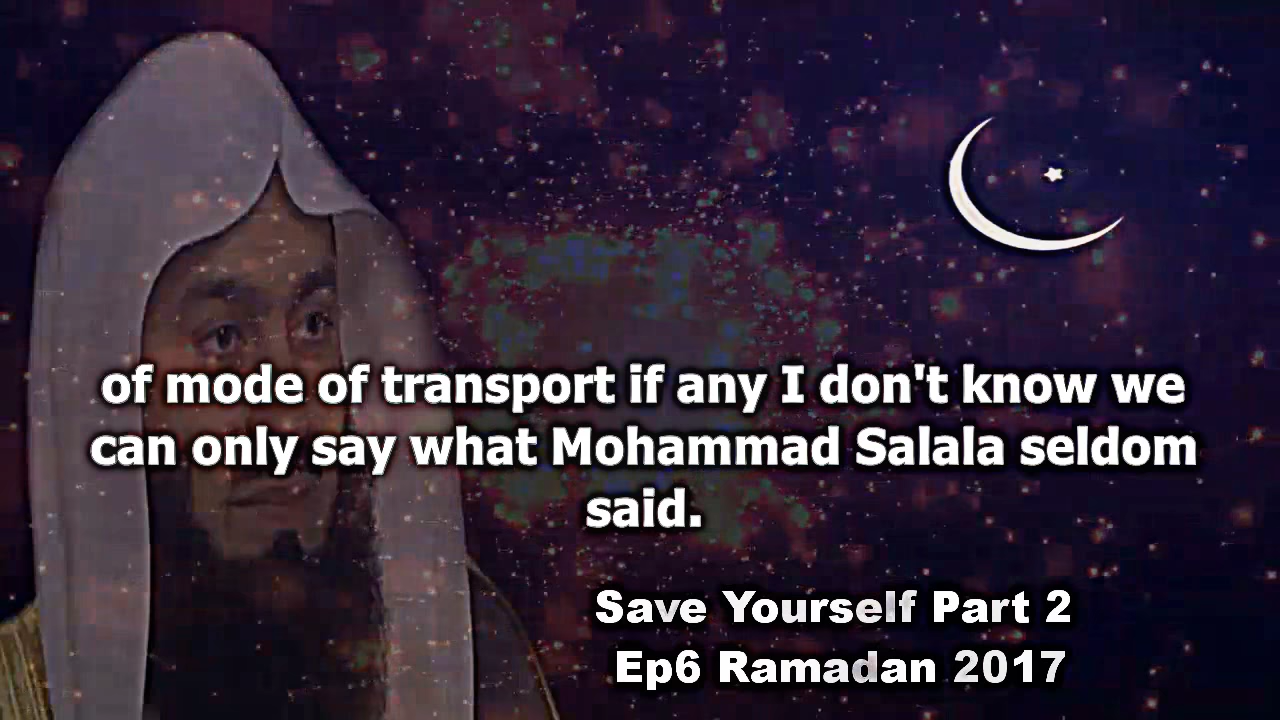 of mode of transport if any I don't know we
can only say what Mohammad Salala seldom
said.
Save Yourself Part 2
Ep6 Ramadan 2017